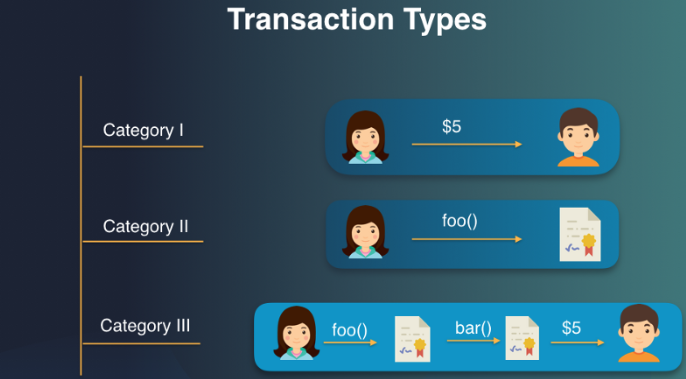 Transaction Types
Category I
$5
Category II
foo()
Category III
foo()
bar()
$5